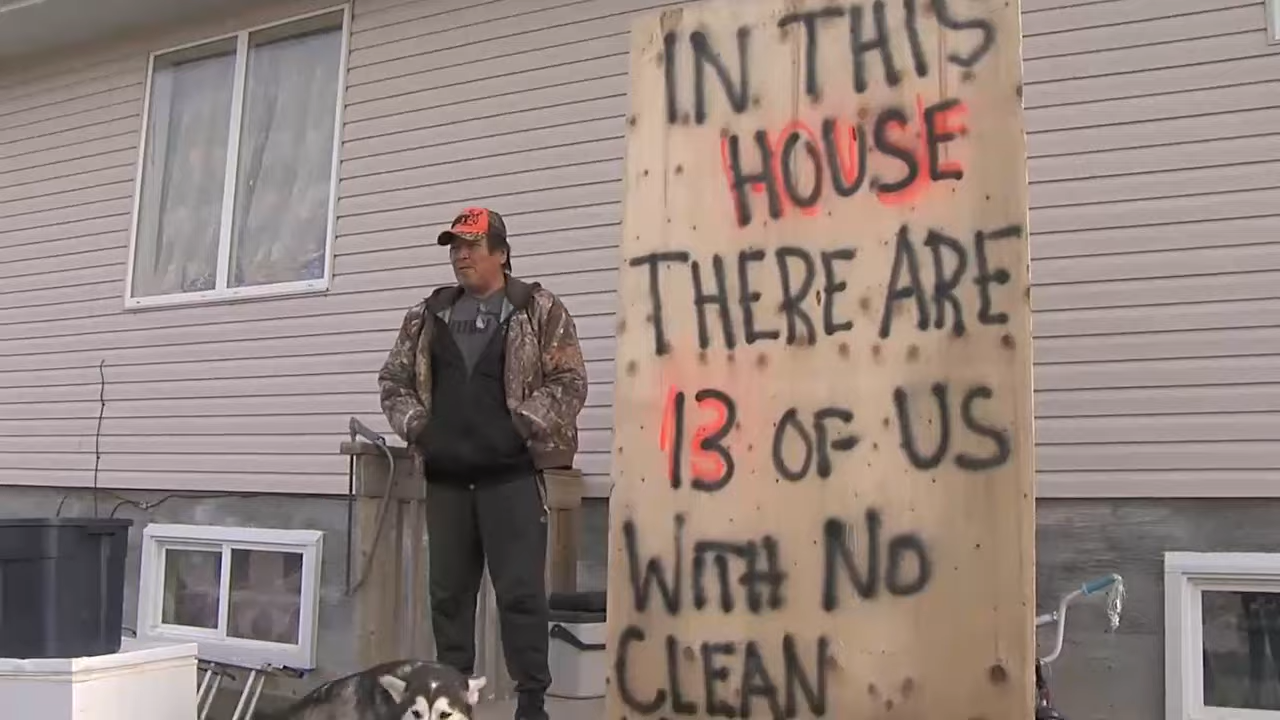 IN THIS
HOUSE
THERE ARE
13 OF US
WITH NO
CLEAN